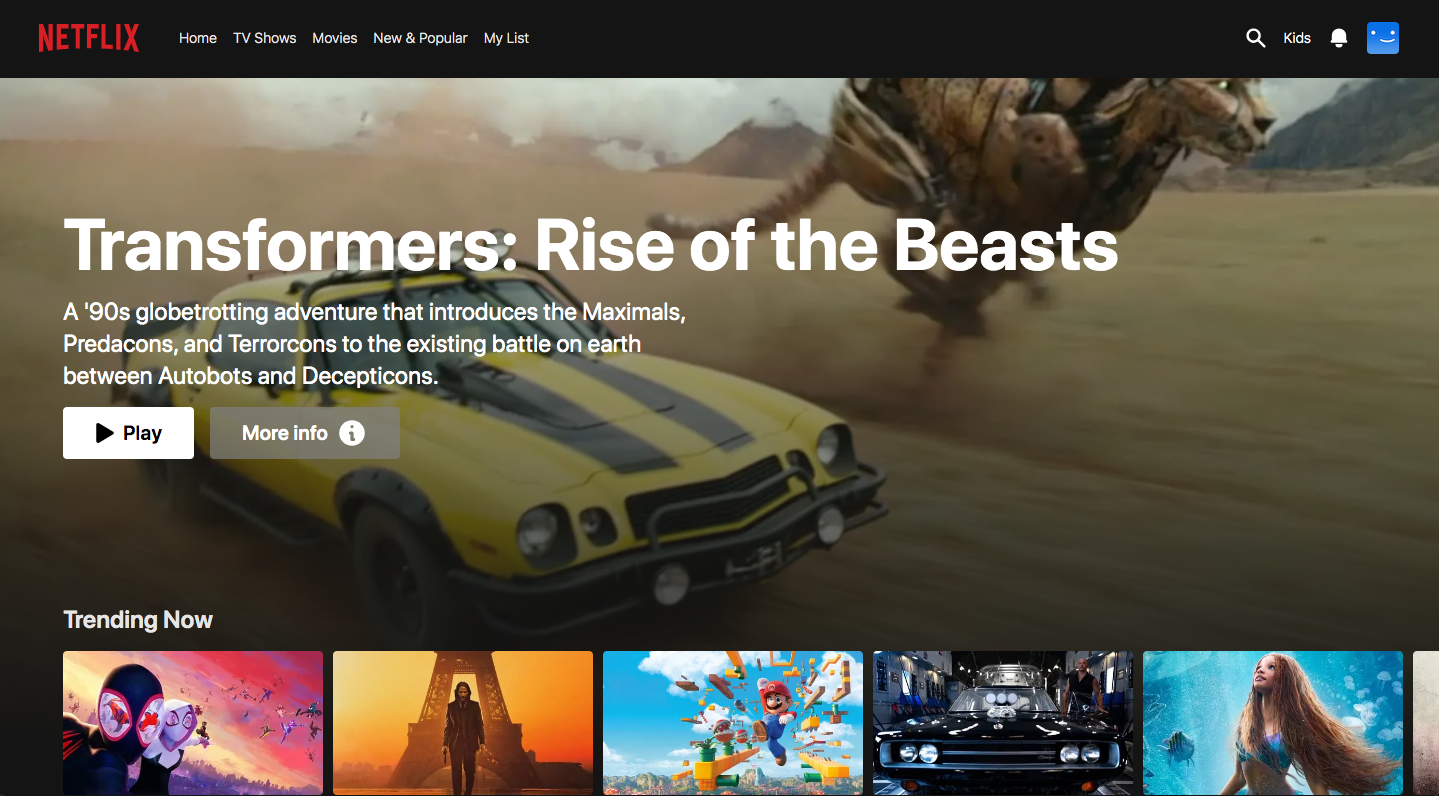 NETFLIX
Home
TV Shows
Movies
New & Popular
My List
Kids
Transformers: Rise of the Beasts
A '90s globetrotting adventure that introduces the Maximals,
Predacons, and Terrorcons to the existing battle on earth
between Autobots and Decepticons.
Play
More info
Trending Now